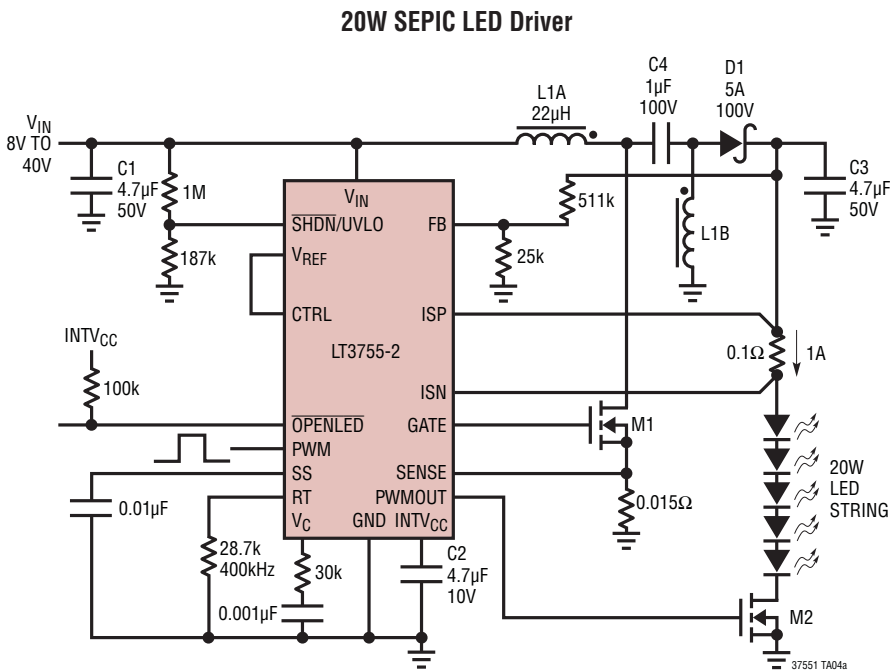 20W SEPIC LED Driver
V_IN
8V TO
40V
C1
4.7µF
50V
1M
187k
L1A
22µH
C4
1µF
100V
D1
5A
100V
C3
4.7µF
50V
L1B
511k
25k
V_IN
SHDN/UVLO
V_REF
CTRL
FB
ISP
LT3755-2
ISN
OPENLED
GATE
PWM
SS
SENSE
RT
PWMOUT
V_C
GND
INTV_CC
INTV_CC
100k
0.01µF
28.7k
400kHz
30k
0.001µF
C2
4.7µF
10V
M1
0.015Ω
0.1Ω
1A
20W
LED
STRING
M2
37551 TA04a